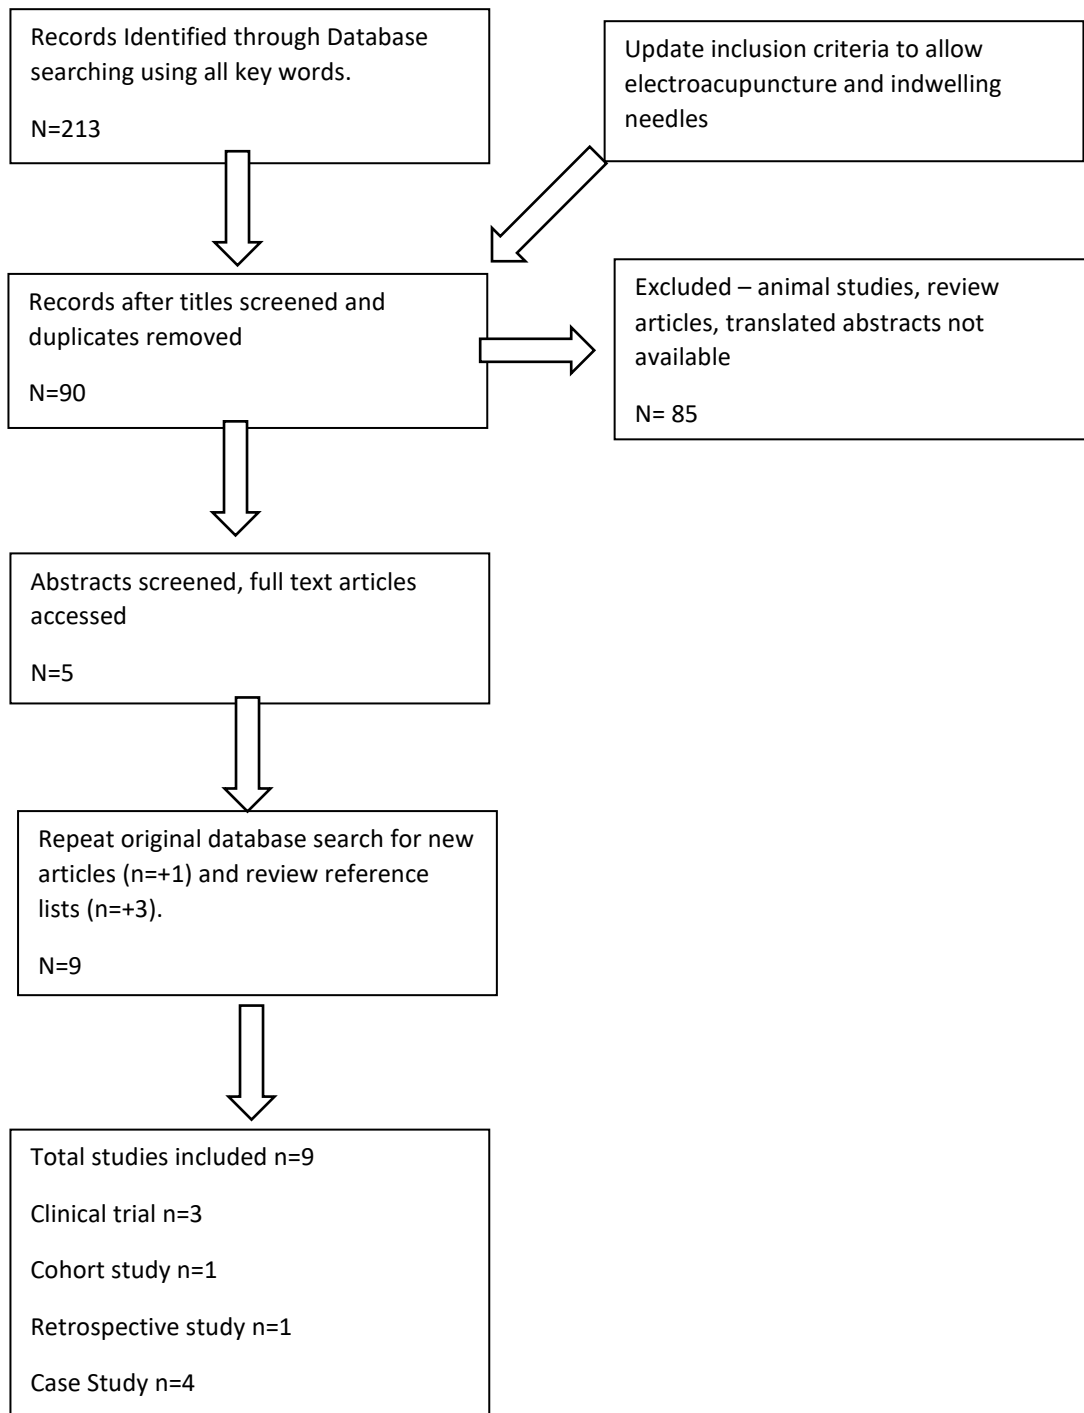 Records Identified through Database
searching using all key words.
N=213
Update inclusion criteria to allow
electroacupuncture and indwelling
needles
Records after titles screened and
duplicates removed
N=90
Excluded – animal studies, review
articles, translated abstracts not
available
N= 85
Abstracts screened, full text articles
accessed
N=5
Repeat original database search for new
articles (n=+1) and review reference
lists (n=+3).
N=9
Total studies included n=9
Clinical trial n=3
Cohort study n=1
Retrospective study n=1
Case Study n=4